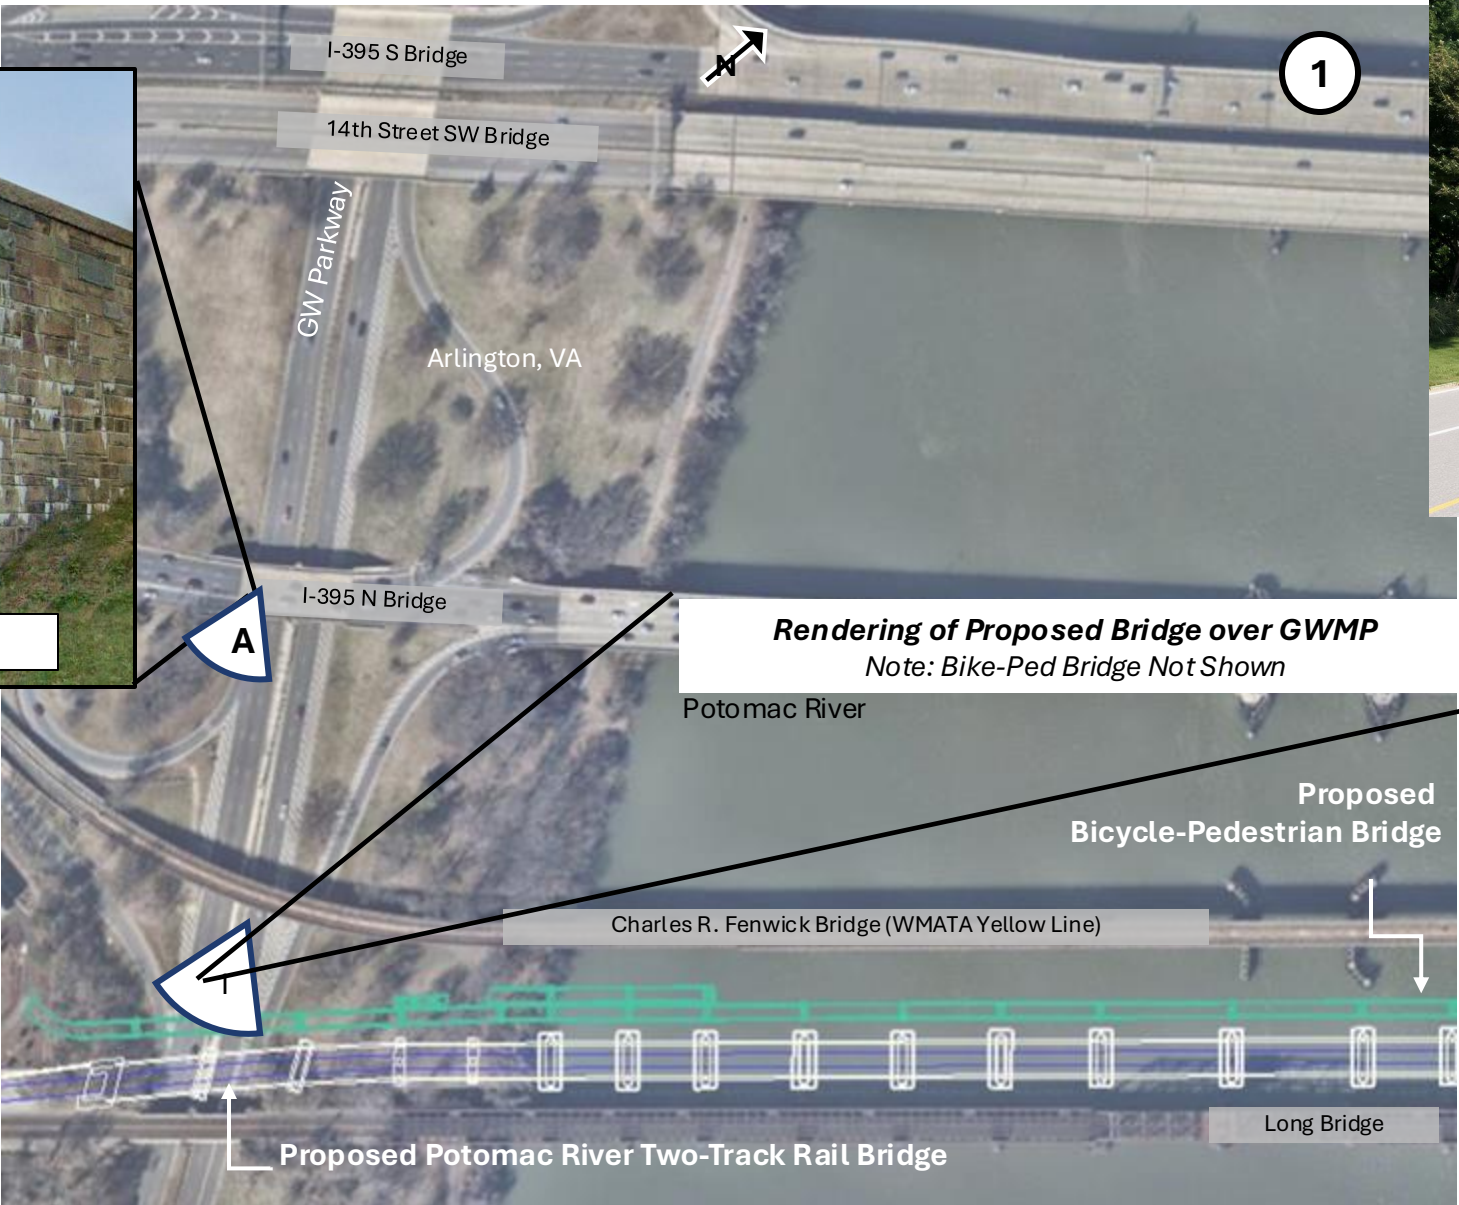 I-395 S Bridge
N
1
14th Street SW Bridge
GW Parkway
Arlington, VA
I-395 N Bridge
A
Rendering of Proposed Bridge over GWMP
Note: Bike-Ped Bridge Not Shown
Potomac River
Proposed
Bicycle-Pedestrian Bridge
Charles R. Fenwick Bridge (WMATA Yellow Line)
Long Bridge
Proposed Potomac River Two-Track Rail Bridge